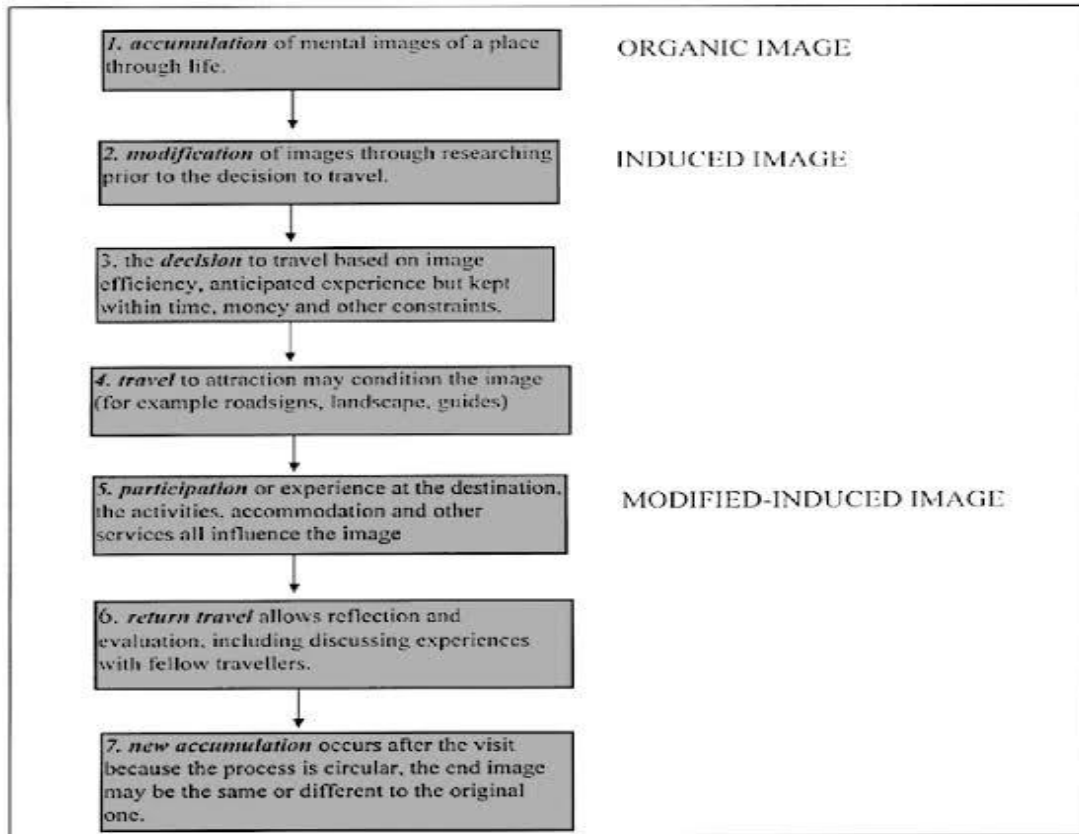 1. accumulation of mental images of a place
through life.
ORGANIC IMAGE
2. modification of images through researching
prior to the decision to travel.
INDUCED IMAGE
3. the decision to travel based on image
efficiency, anticipated experience but kept
within time, money and other constraints.
4. travel to attraction may condition the image
(for example roadsigns, landscape, guides)
5. participation or experience at the destination,
the activities, accommodation and other
services all influence the image
MODIFIED-INDUCED IMAGE
6. return travel allows reflection and
evaluation, including discussing experiences
with fellow travellers.
7. new accumulation occurs after the visit
because the process is circular, the end image
may be the same or different to the original
one.